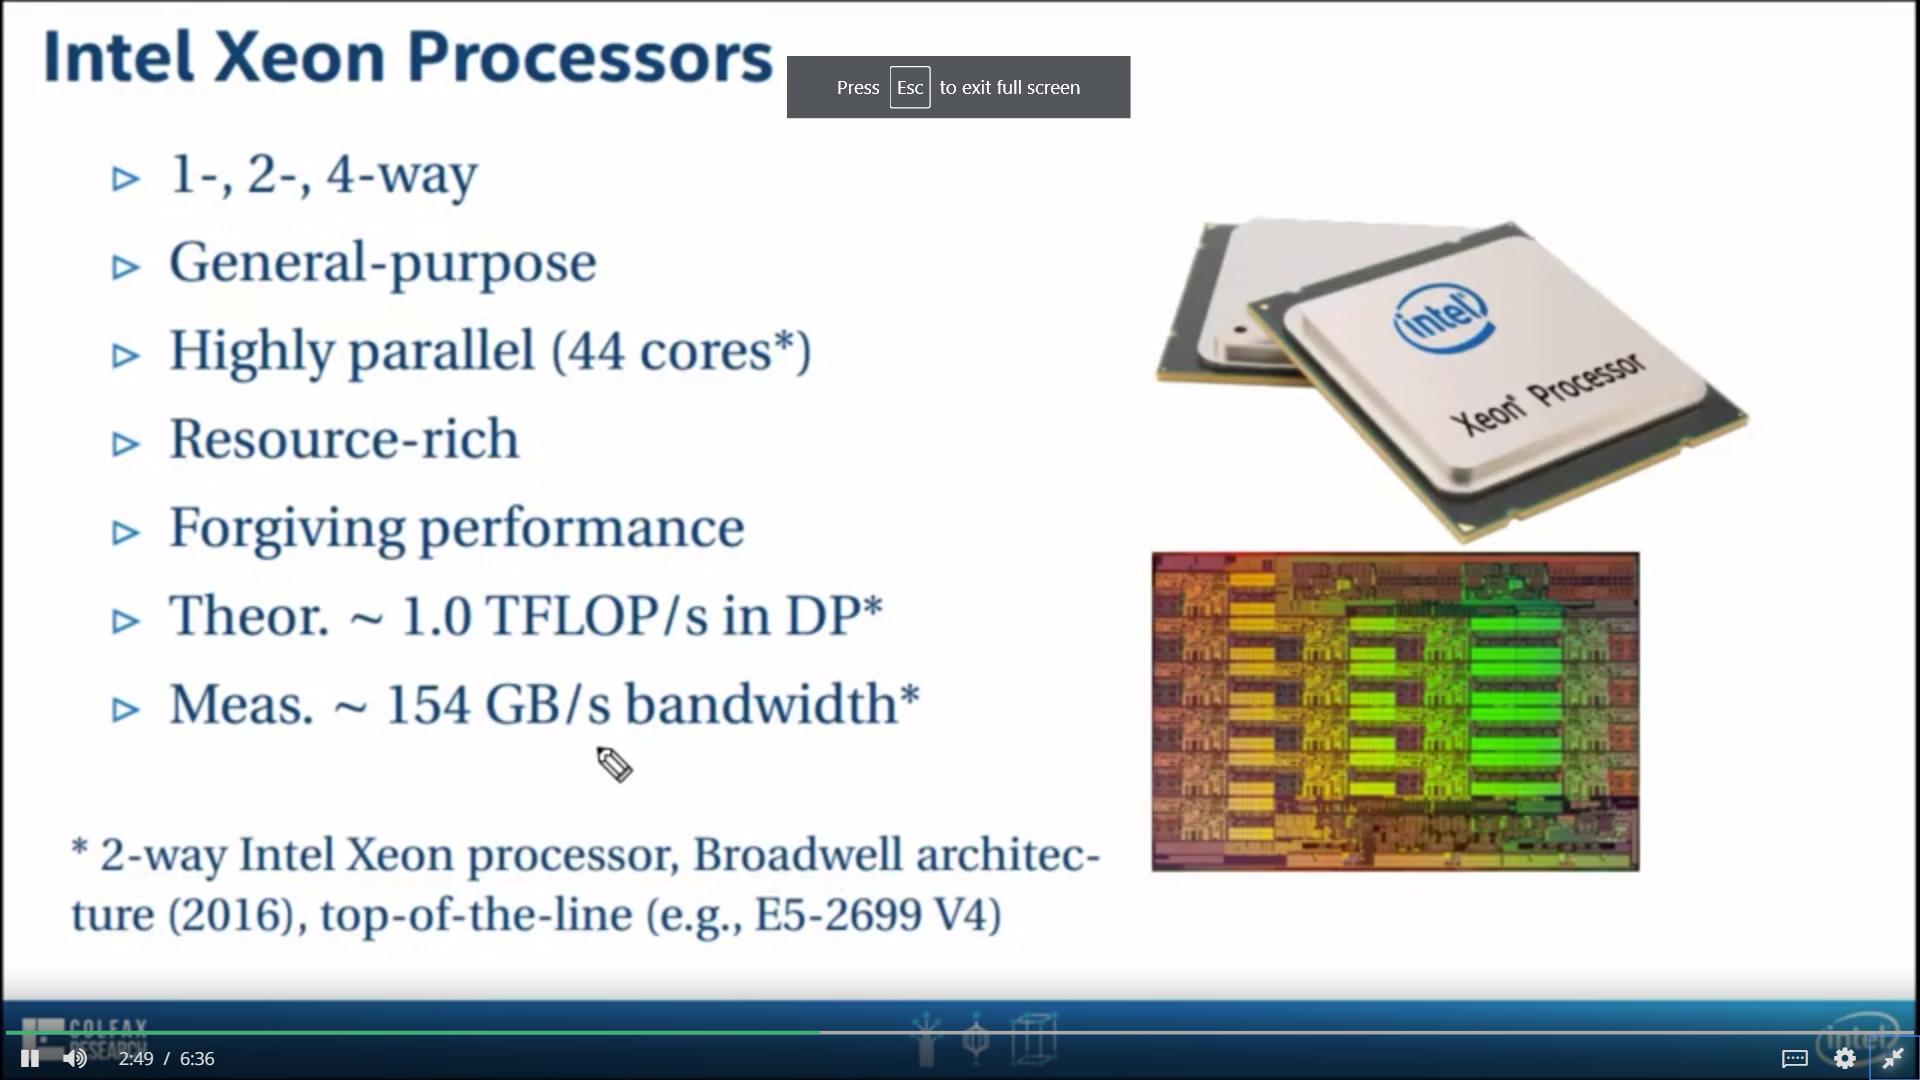 Intel Xeon Processors
Press Esc to exit full screen
1-, 2-, 4-way
General-purpose
Highly parallel (44 cores*)
Resource-rich
Forgiving performance
Theor. ~ 1.0 TFLOP/s in DP*
Meas. ~ 154 GB/s bandwidth*
intel
Xeon® Processor
* 2-way Intel Xeon processor, Broadwell architec-
ture (2016), top-of-the-line (e.g., E5-2699 V4)
COLFAX
RESEARCH
intel
2:49 / 6:36